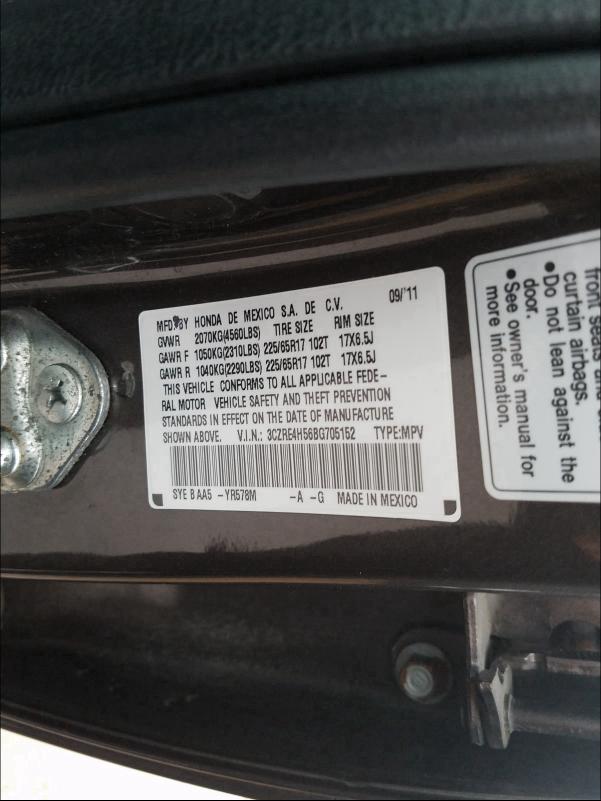 MFD. BY HONDA DE MEXICO S.A. DE C.V. 09/'11
GVWR 2070KG(4560LBS) TIRE SIZE RIM SIZE
GAWR F 1050KG(2310LBS) 225/65R17 102T 17X6.5J
GAWR R 1040KG(2290LBS) 225/65R17 102T 17X6.5J
THIS VEHICLE CONFORMS TO ALL APPLICABLE FEDE-
RAL MOTOR VEHICLE SAFETY AND THEFT PREVENTION
STANDARDS IN EFFECT ON THE DATE OF MANUFACTURE
SHOWN ABOVE. V.I.N.: 3CZRE4H56BG705152 TYPE:MPV
SYE B AA5 -YR578M -A -G MADE IN MEXICO
front seats and
curtain airbags.
•Do not lean against the
door.
•See owner's manual for
more information.